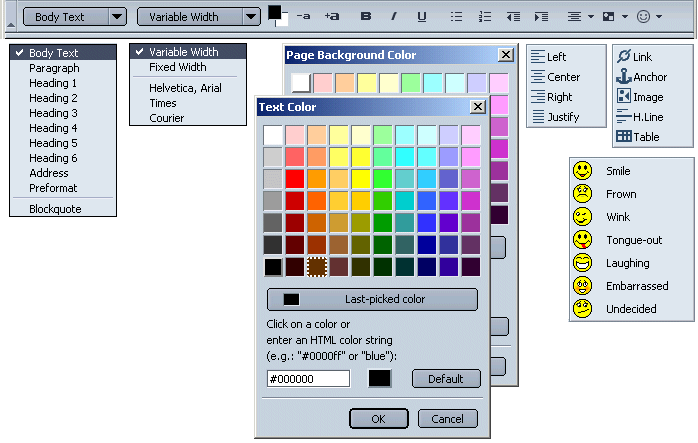 Body Text
Variable Width
-a
+a
B
I
U
Body Text
Paragraph
Heading 1
Heading 2
Heading 3
Heading 4
Heading 5
Heading 6
Address
Preformat
Blockquote
Variable Width
Fixed Width
Helvetica, Arial
Times
Courier
Page Background Color
Text Color
Last-picked color
Click on a color or
enter an HTML color string
(e.g.: "#0000ff" or "blue"):
#000000
Default
OK
Cancel
Left
Center
Right
Justify
Link
Anchor
Image
H.Line
Table
Smile
Frown
Wink
Tongue-out
Laughing
Embarrassed
Undecided